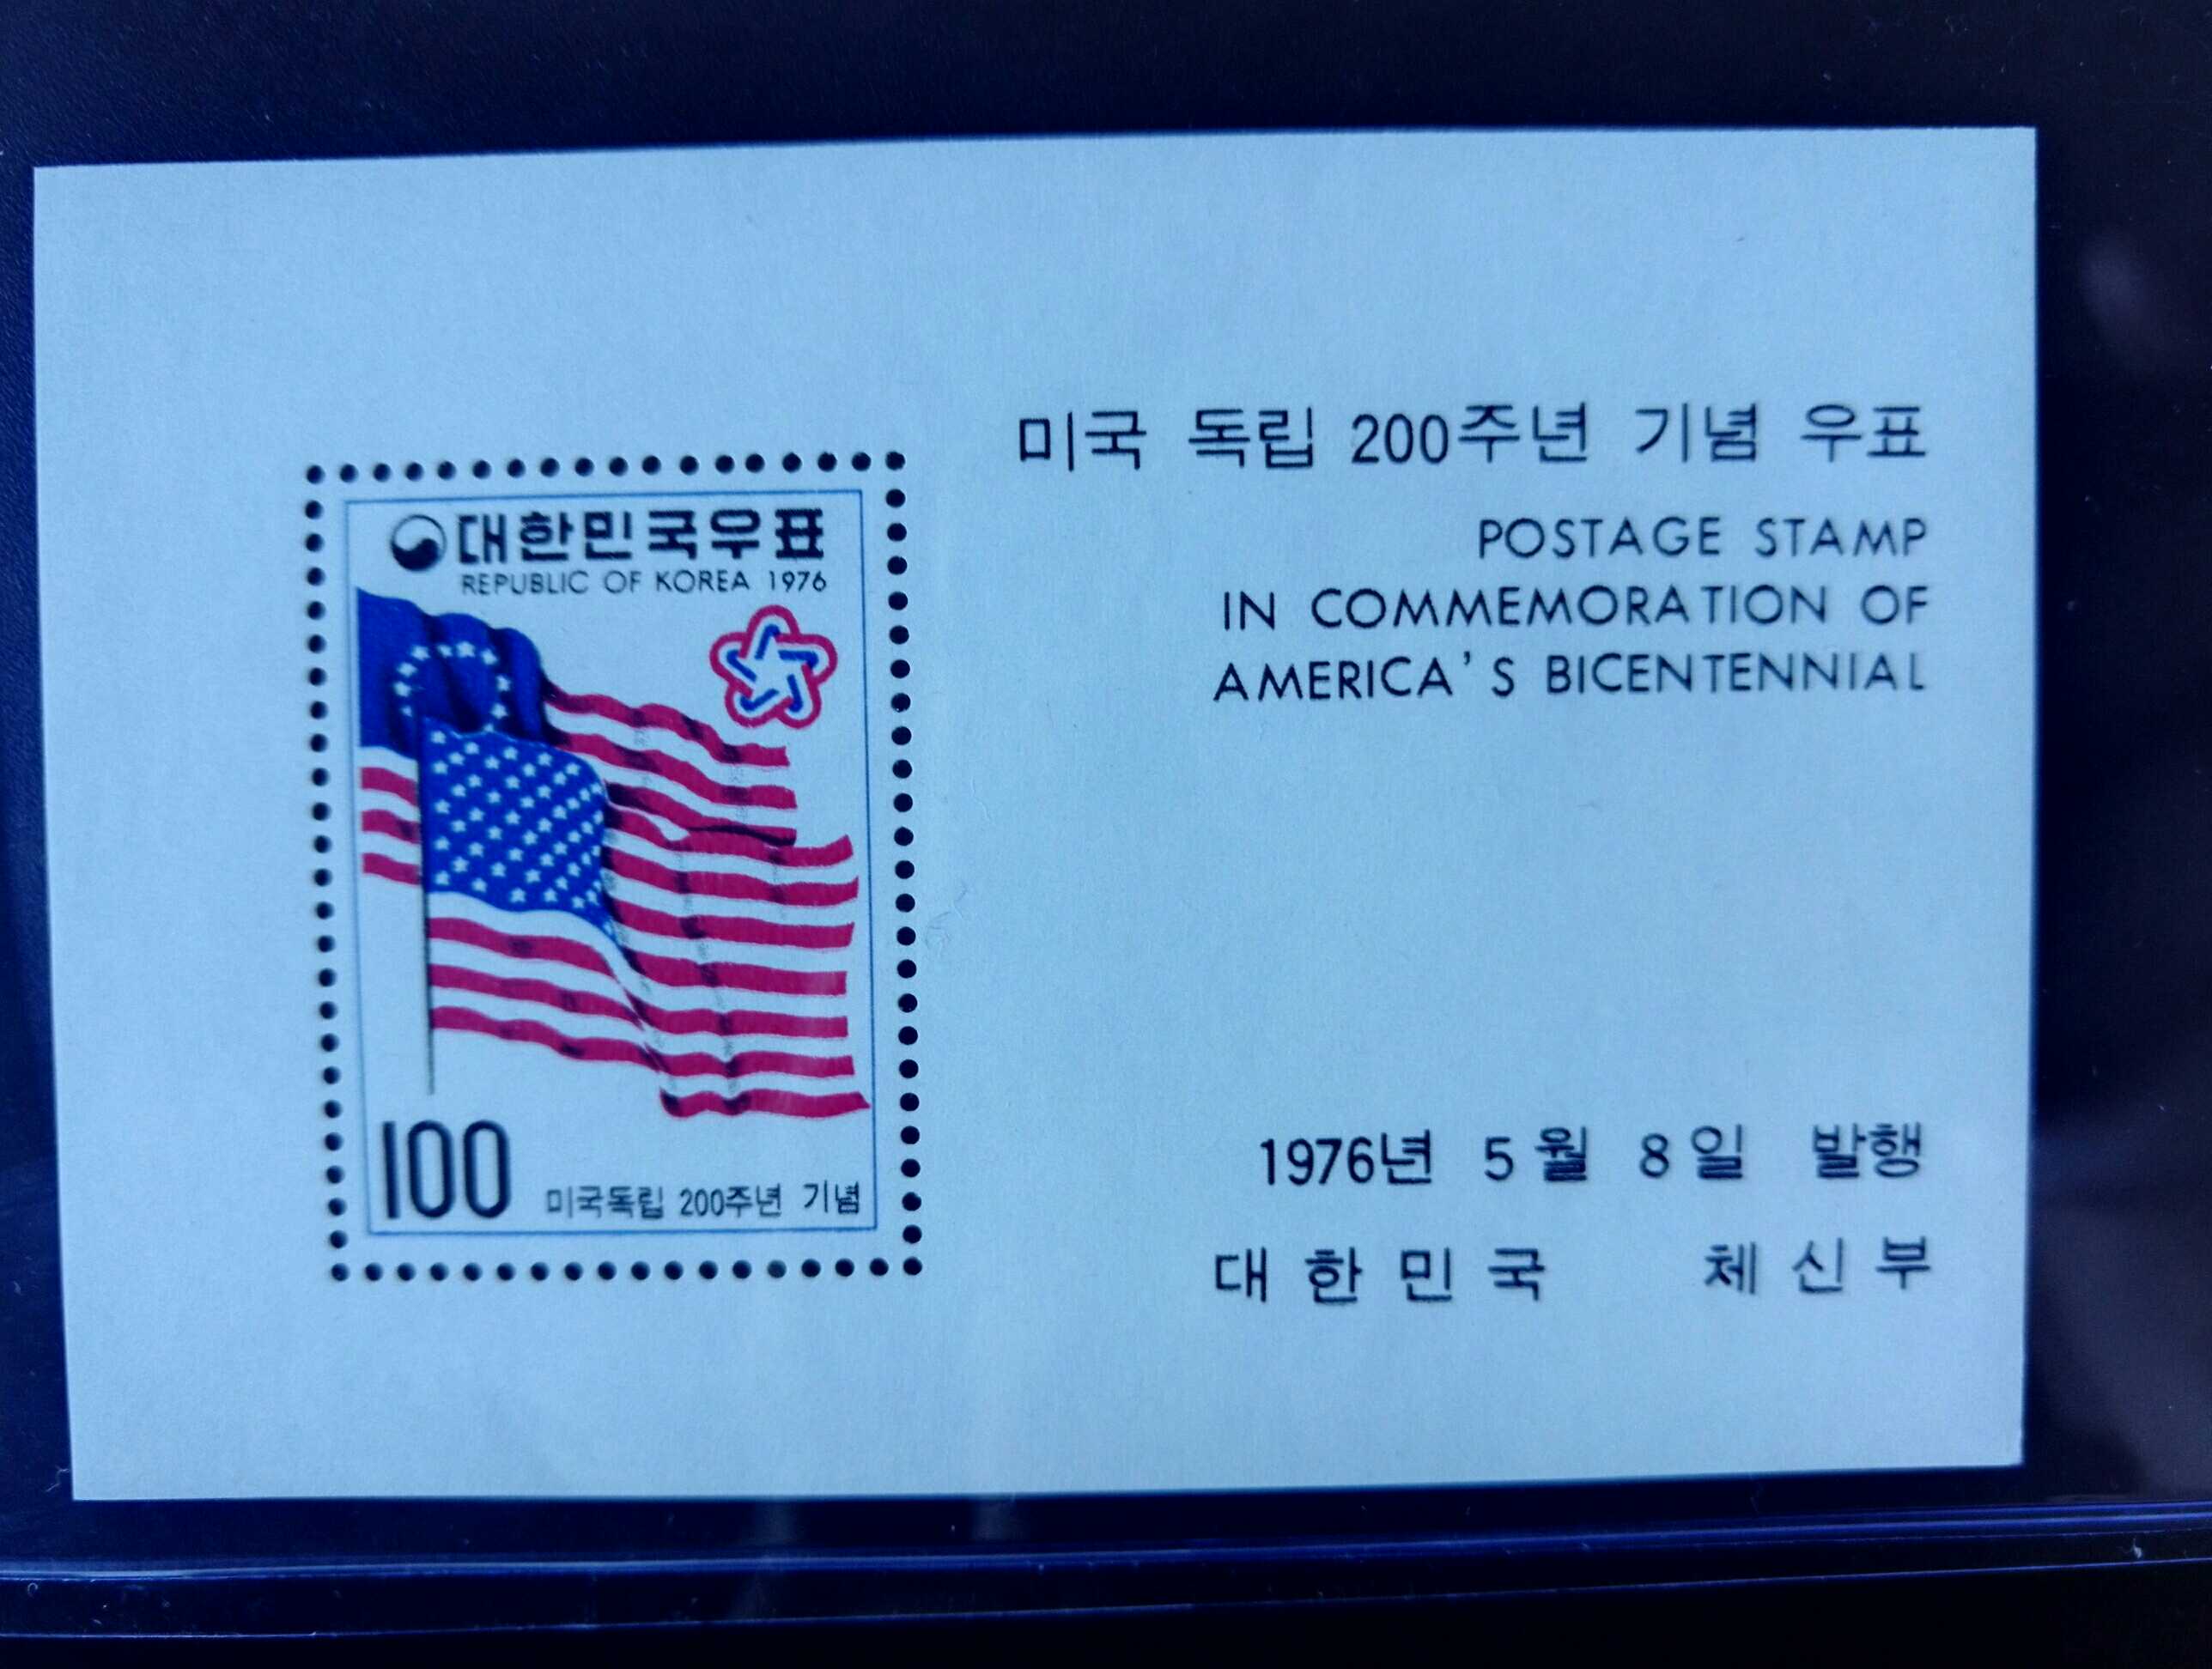 대한민국우표
REPUBLIC OF KOREA 1976
100
미국독립 200주년 기념
미국 독립 200주년 기념 우표
POSTAGE STAMP
IN COMMEMORATION OF
AMERICA'S BICENTENNIAL
1976년 5월 8일 발행
대한민국 체신부